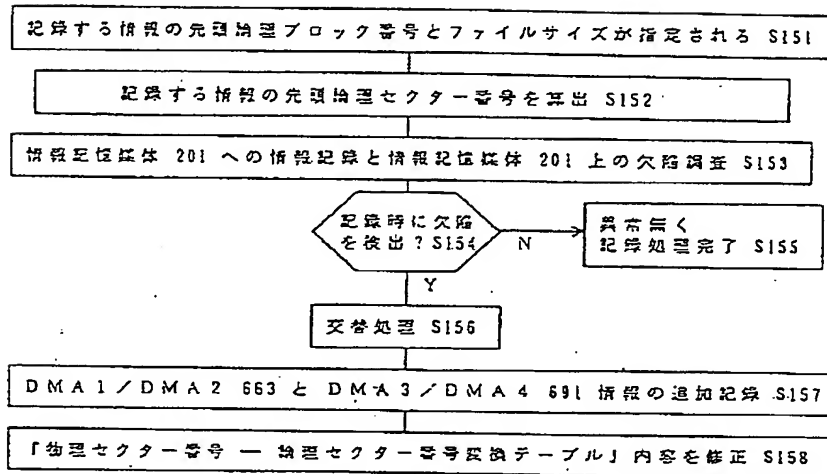 記録する情報の先頭論理ブロック番号とファイルサイズが指定される S151
記録する情報の先頭論理セクター番号を算出 S152
情報記憶媒体 201 への情報記録と情報記憶媒体 201 上の欠陥調査 S153
記録時に欠陥
を検出？S154
N
異常無く
記録処理完了 S155
Y
交替処理 S156
DMA1／DMA2 663 と DMA3／DMA4 691 情報の追加記録 S157
「物理セクター番号 ― 論理セクター番号変換テーブル」内容を修正 S158